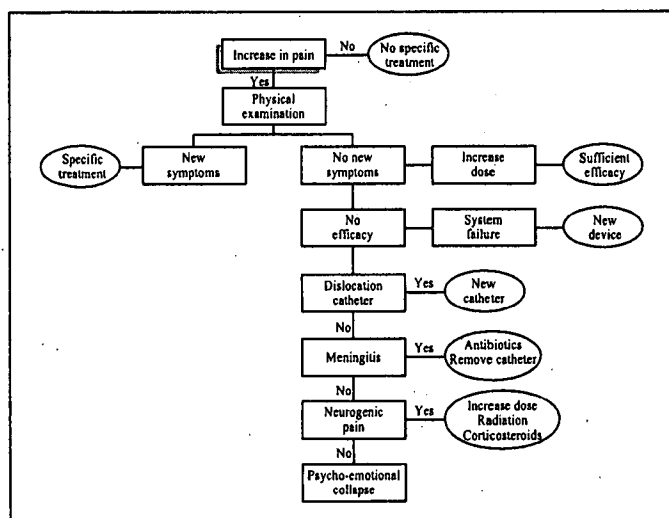 Increase in pain
No
No specific
treatment
Yes
Physical
examination
Specific
treatment
New
symptoms
No new
symptoms
Increase
dose
Sufficient
efficacy
No
efficacy
System
failure
New
device
Dislocation
catheter
Yes
New
catheter
No
Meningitis
Yes
Antibiotics
Remove catheter
No
Neurogenic
pain
Yes
Increase dose
Radiation
Corticosteroids
No
Psycho-emotional
collapse